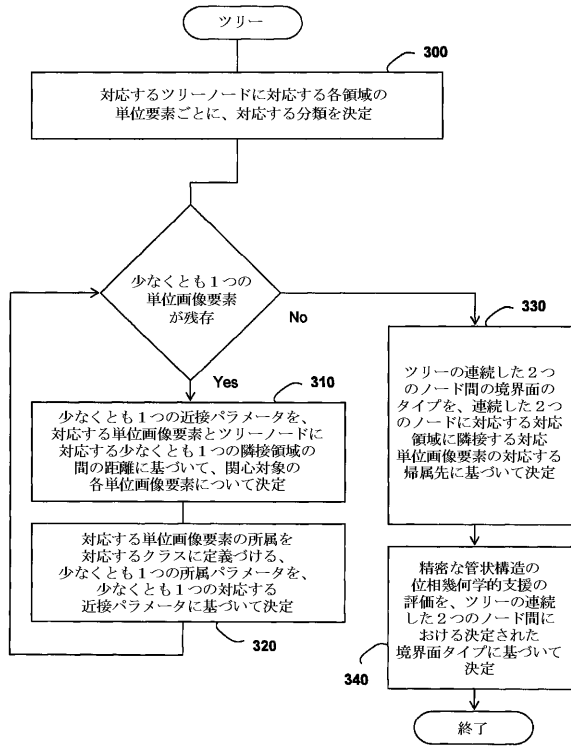 ツリー
300
対応するツリーノードに対応する各領域の
単位要素ごとに、対応する分類を決定
少なくとも１つの
単位画像要素
が残存
No
Yes
310
少なくとも１つの近接パラメータを、
対応する単位画像要素とツリーノードに
対応する少なくとも１つの隣接領域の
間の距離に基づいて、関心対象の
各単位画像要素について決定
対応する単位画像要素の所属を
対応するクラスに定義づける、
少なくとも１つの所属パラメータを、
少なくとも１つの対応する
近接パラメータに基づいて決定
320
330
ツリーの連続した２つ
のノード間の境界面の
タイプを、連続した２つ
のノードに対応する対応
領域に隣接する対応
単位画像要素の対応する
帰属先に基づいて決定
精密な管状構造の
位相幾何学的支援の
評価を、ツリーの連続
した２つのノード間に
おける決定された
境界面タイプに基づいて
決定
340
終了